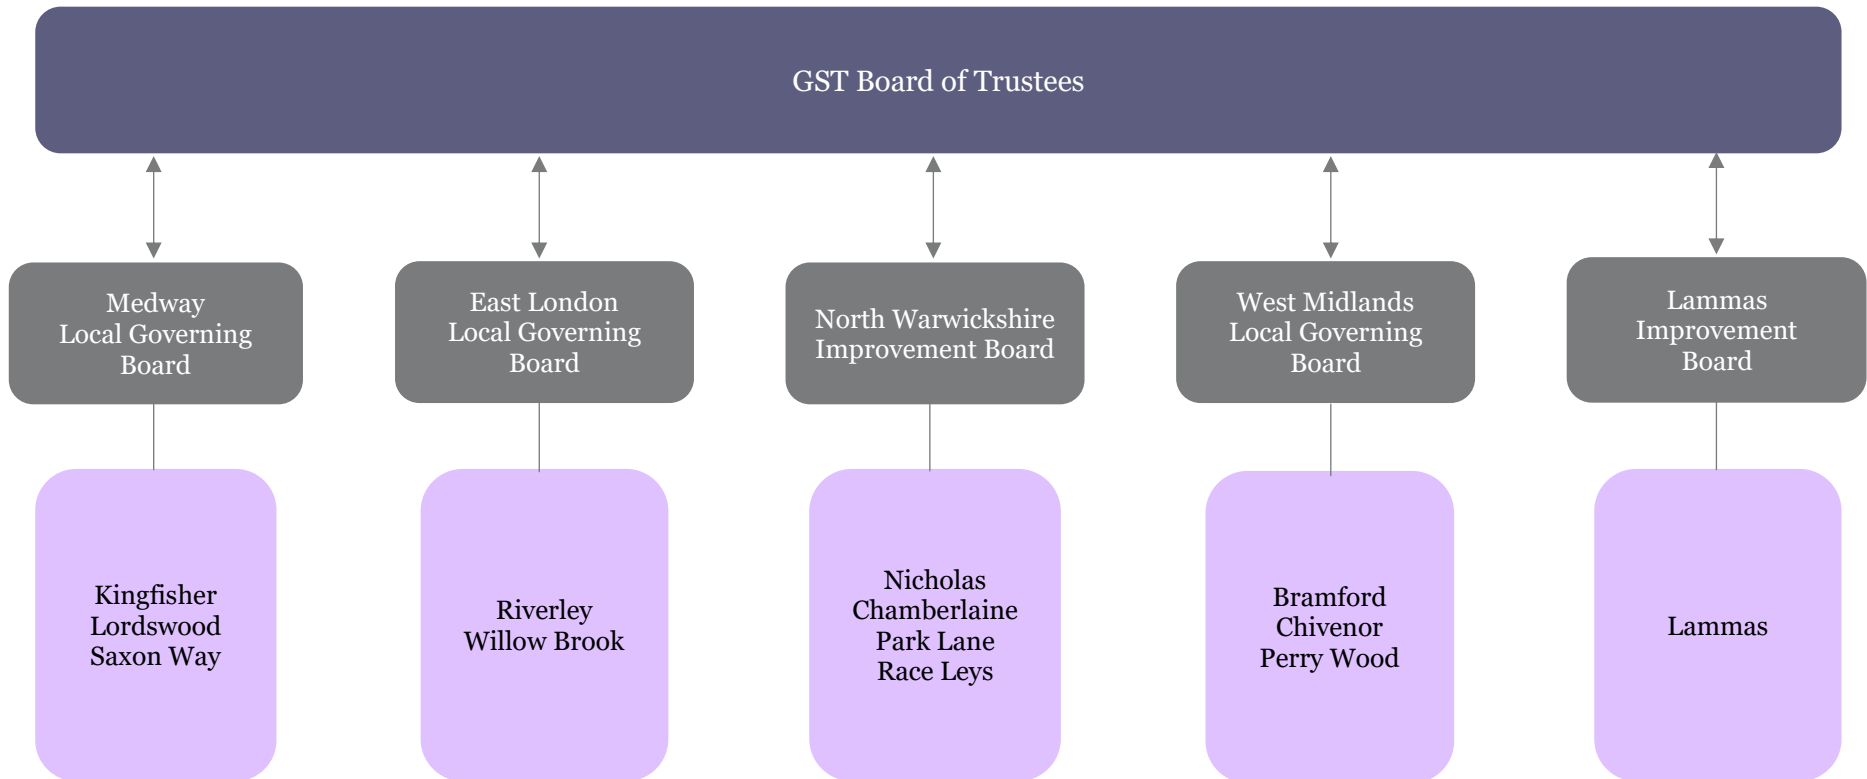 GST Board of Trustees
Medway
Local Governing
Board
East London
Local Governing
Board
North Warwickshire
Improvement Board
West Midlands
Local Governing
Board
Lammas
Improvement
Board
Kingfisher
Lordswood
Saxon Way
Riverley
Willow Brook
Nicholas
Chamberlaine
Park Lane
Race Leys
Bramford
Chivenor
Perry Wood
Lammas